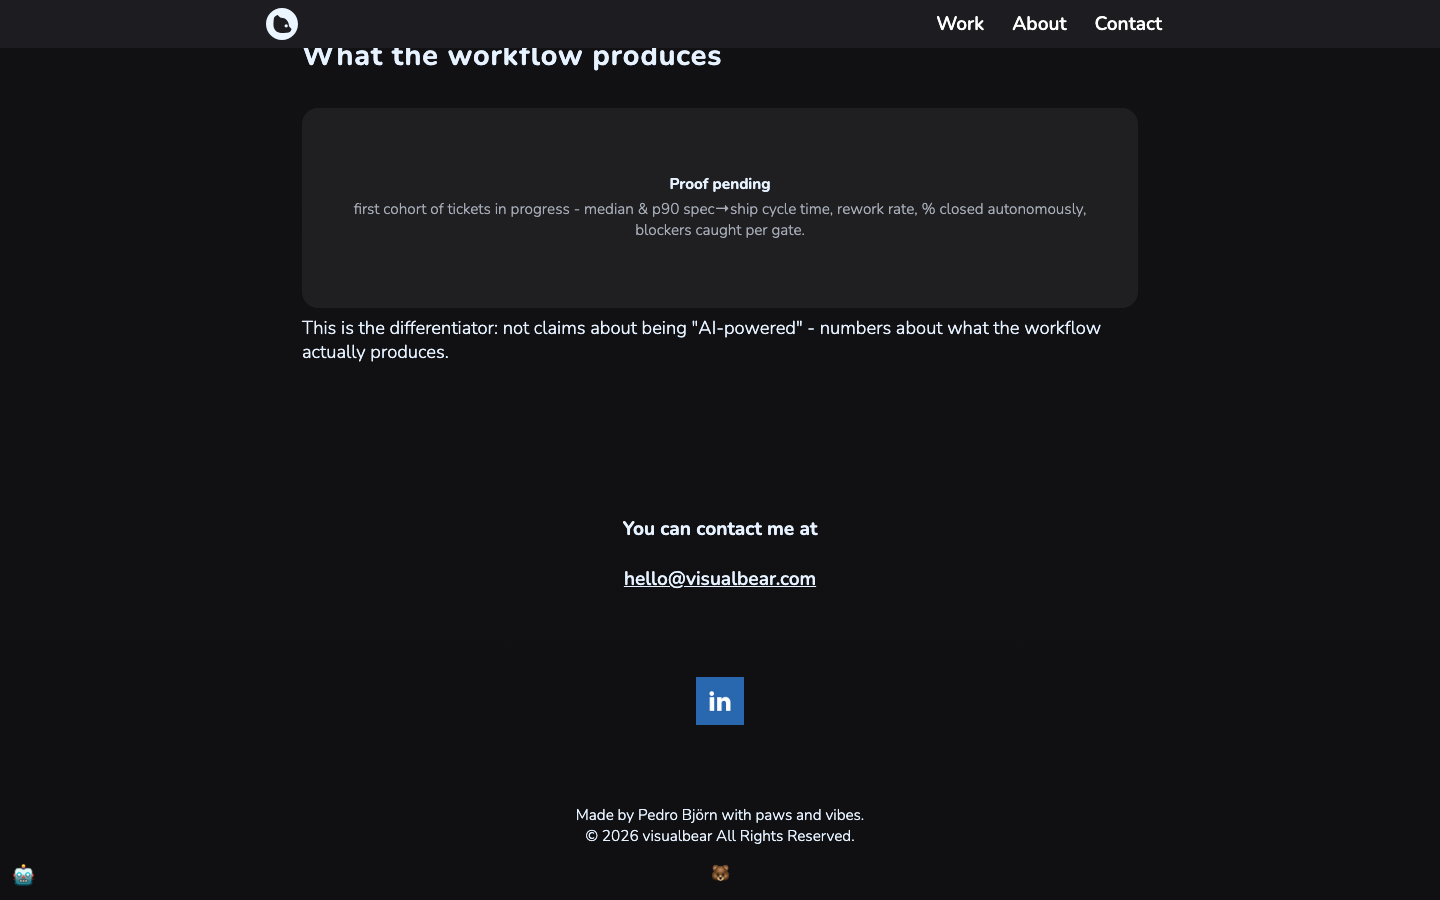 Work About Contact
What the workflow produces
Proof pending
first cohort of tickets in progress - median & p90 spec→ship cycle time, rework rate, % closed autonomously,
blockers caught per gate.
This is the differentiator: not claims about being "AI-powered" - numbers about what the workflow
actually produces.
You can contact me at
hello@visualbear.com
in
Made by Pedro Björn with paws and vibes.
© 2026 visualbear All Rights Reserved.